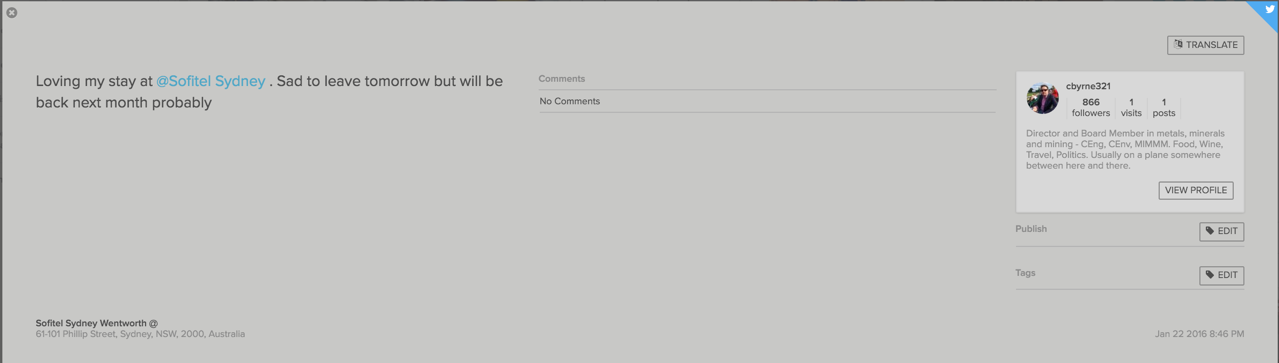 TRANSLATE
Loving my stay at @Sofitel Sydney . Sad to leave tomorrow but will be
back next month probably
Comments
No Comments
cbyrne321
866 1 1
followers visits posts
Director and Board Member in metals, minerals
and mining - CEng, CEnv, MIMMM. Food, Wine,
Travel, Politics. Usually on a plane somewhere
between here and there.
VIEW PROFILE
Publish EDIT
Tags EDIT
Sofitel Sydney Wentworth @
61-101 Phillip Street, Sydney, NSW, 2000, Australia
Jan 22 2016 8:46 PM